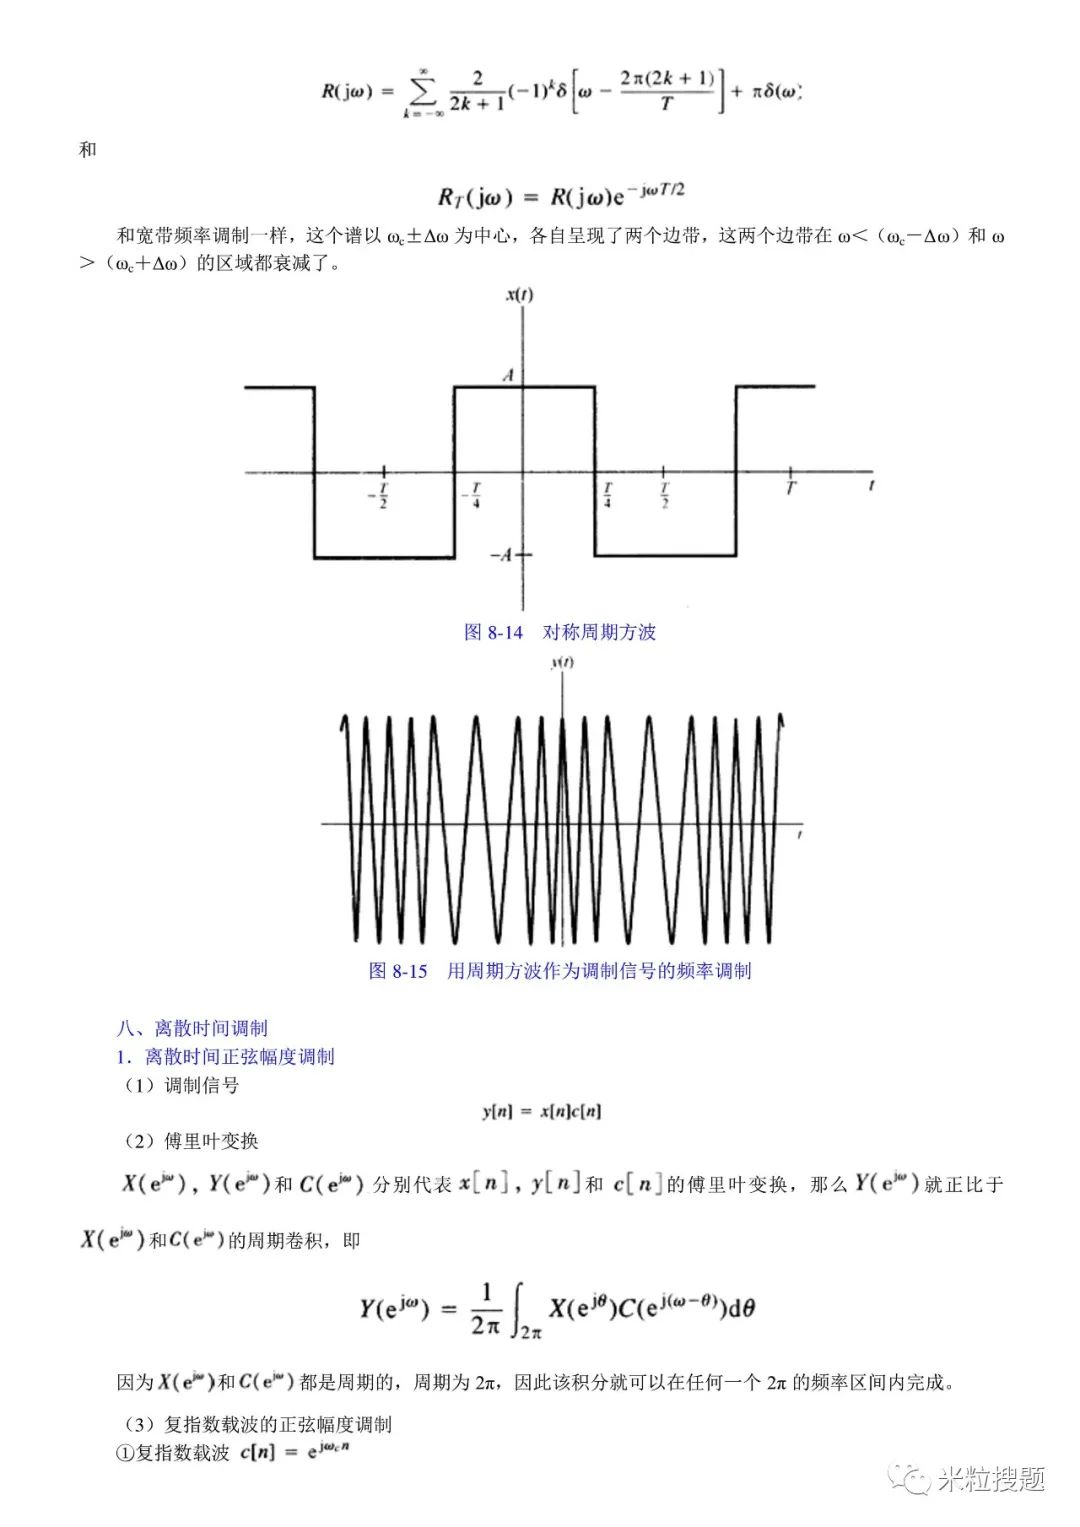 R(jω) = ∑_{k=-∞}^{∞} \frac{2}{2k + 1}(-1)^k δ[ω - \frac{2π(2k + 1)}{T}] + πδ(ω)
和
R_T(jω) = R(jω)e^{-jωT/2}
和宽带频率调制一样，这个谱以 ω_c±Δω 为中心，各自呈现了两个边带，这两个边带在 ω＜（ω_c－Δω）和 ω
＞（ω_c＋Δω）的区域都衰减了。
x(t)
A
-T/2 -T/4 T/4 T/2 T t
-A
图 8-14 对称周期方波
y(t)
t
图 8-15 用周期方波作为调制信号的频率调制
八、离散时间调制
1．离散时间正弦幅度调制
（1）调制信号
y[n] = x[n]c[n]
（2）傅里叶变换
X(e^{jω})，Y(e^{jω})和 C(e^{jω})分别代表 x[n]，y[n]和 c[n]的傅里叶变换，那么 Y(e^{jω})就正比于
X(e^{jω})和C(e^{jω})的周期卷积，即
Y(e^{jω}) = \frac{1}{2π} ∫_{2π} X(e^{jθ})C(e^{j(ω-θ)})dθ
因为 X(e^{jω})和 C(e^{jω})都是周期的，周期为 2π，因此该积分就可以在任何一个 2π 的频率区间内完成。
（3）复指数载波的正弦幅度调制
①复指数载波 c[n] = e^{jω_c n}
米粒搜题